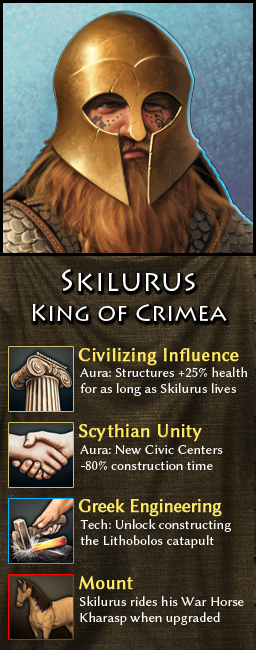 Skilurus
King of Crimea
Civilizing Influence
Aura: Structures +25% health
for as long as Skilurus lives
Scythian Unity
Aura: New Civic Centers
-80% construction time
Greek Engineering
Tech: Unlock constructing
the Lithobolos catapult
Mount
Skilurus rides his War Horse
Kharasp when upgraded